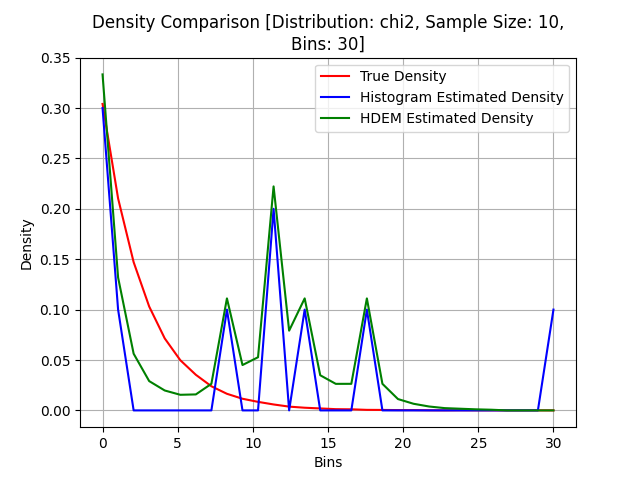 Density Comparison [Distribution: chi2, Sample Size: 10,
Bins: 30]
True Density
Histogram Estimated Density
HDEM Estimated Density
Density
0.35
0.30
0.25
0.20
0.15
0.10
0.05
0.00
0 5 10 15 20 25 30
Bins